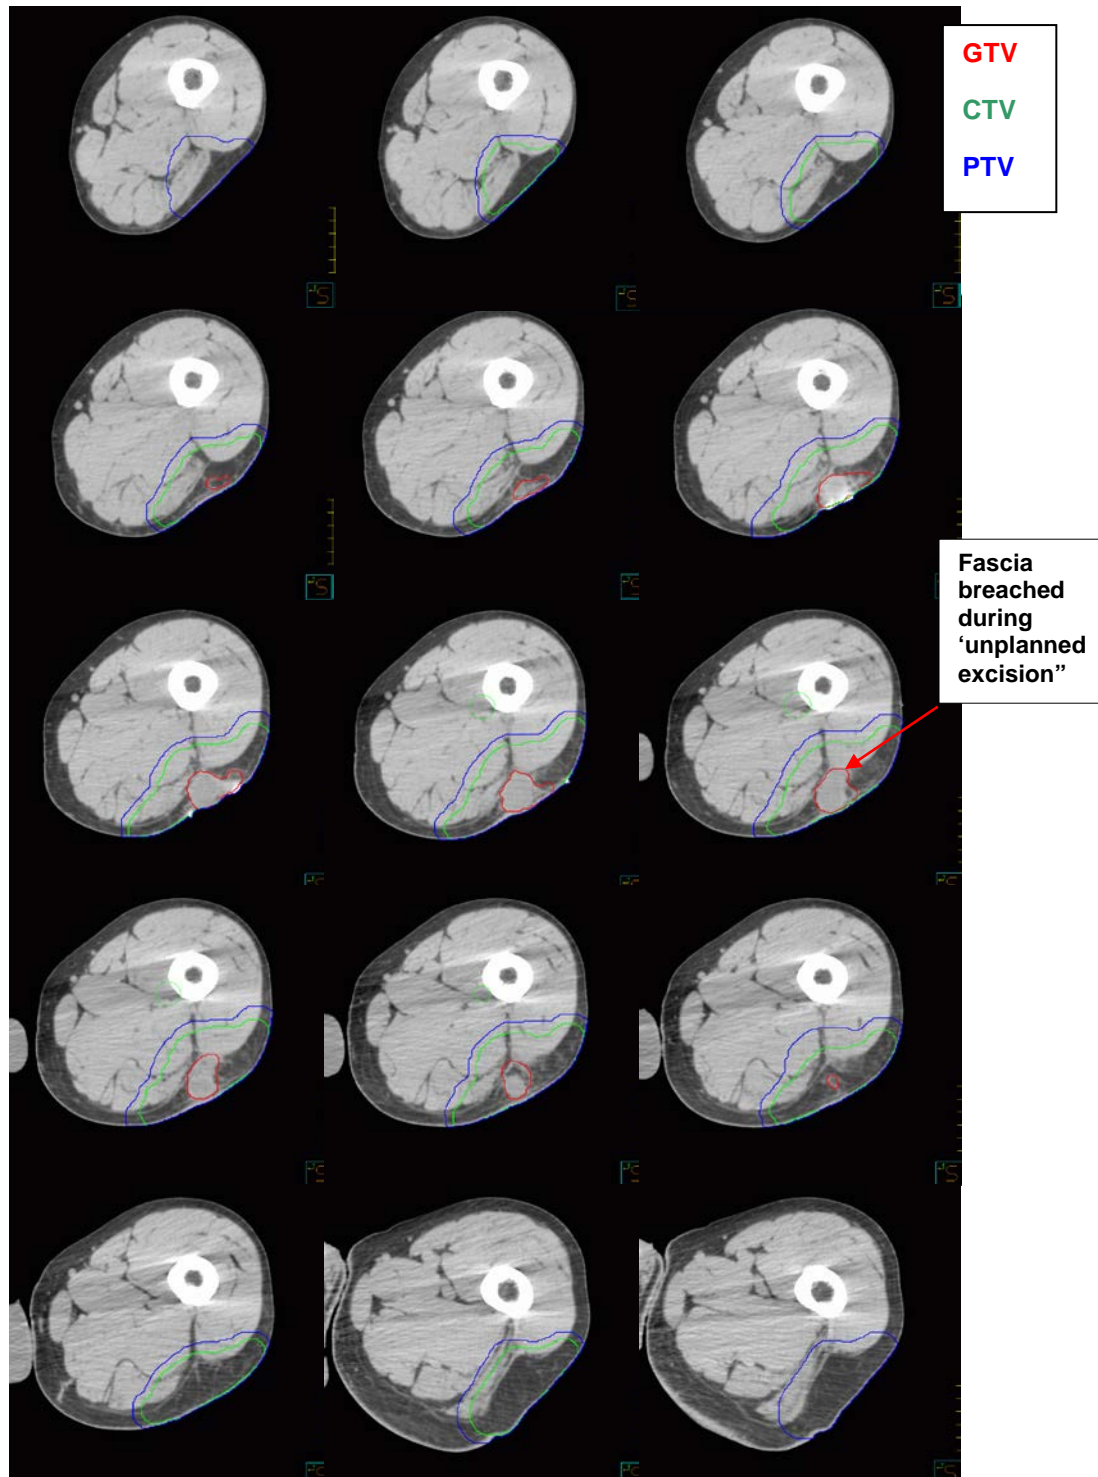 GTV
CTV
PTV
Fascia
breached
during
‘unplanned
excision”